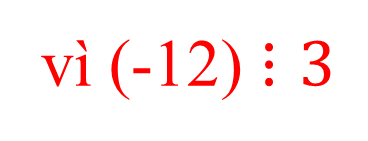 vì (-12) ⋮ 3